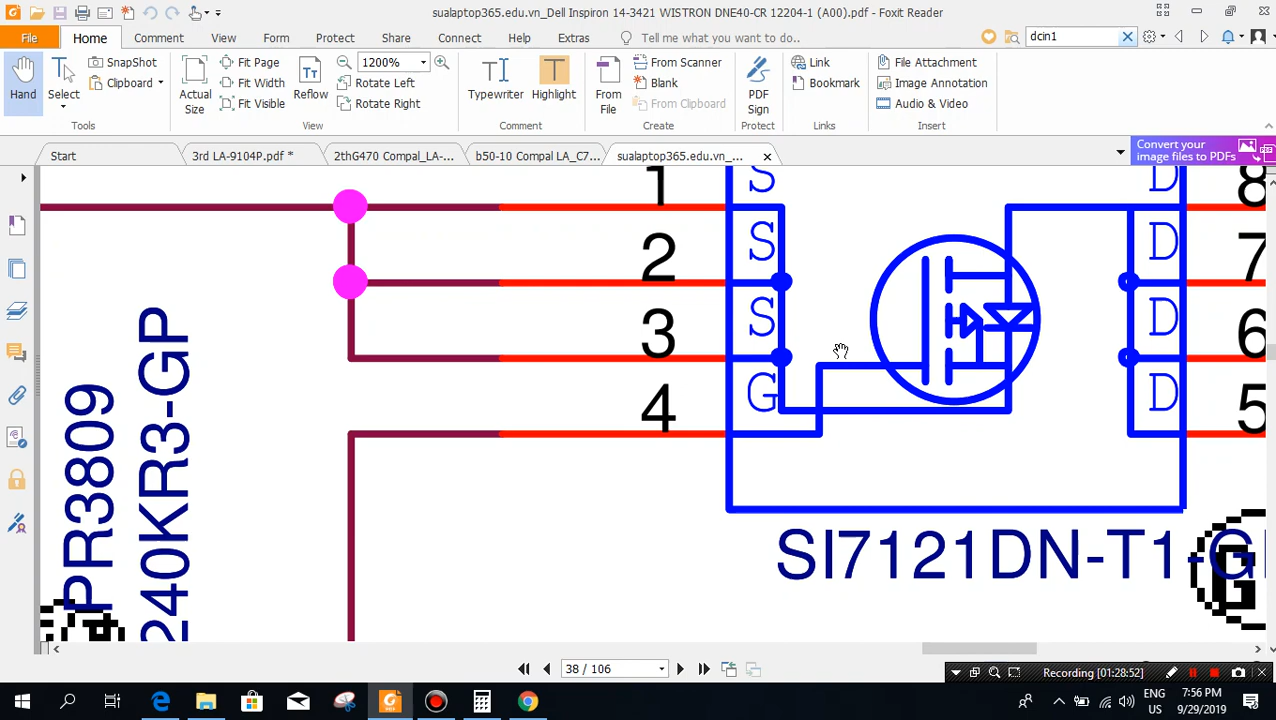 sualaptop365.edu.vn_Dell Inspiron 14-3421 WISTRON DNE40-CR 12204-1 (A00).pdf - Foxit Reader
File
Home
Comment
View
Form
Protect
Share
Connect
Help
Extras
Tell me what you want to do..
dcin1
Hand
Select
SnapShot
Clipboard
Tools
Actual Size
Fit Page
Fit Width
Fit Visible
Reflow
1200%
Rotate Left
Rotate Right
View
Typewriter
Highlight
Comment
From File
From Scanner
Blank
From Clipboard
Create
PDF Sign
Protect
Link
Bookmark
Links
File Attachment
Image Annotation
Audio & Video
Insert
Start
3rd LA-9104P.pdf *
2thG470 Compal_LA-...
b50-10 Compal LA_C7...
sualaptop365.edu.vn_...
Convert your
image files to PDFs
1
S
D
8
2
S
D
7
3
S
D
6
4
G
D
5
PR3809
240KR3-GP
SI7121DN-T1-G
G
38 / 106
Recording [01:28:52]
ENG
US
7:56 PM
9/29/2019